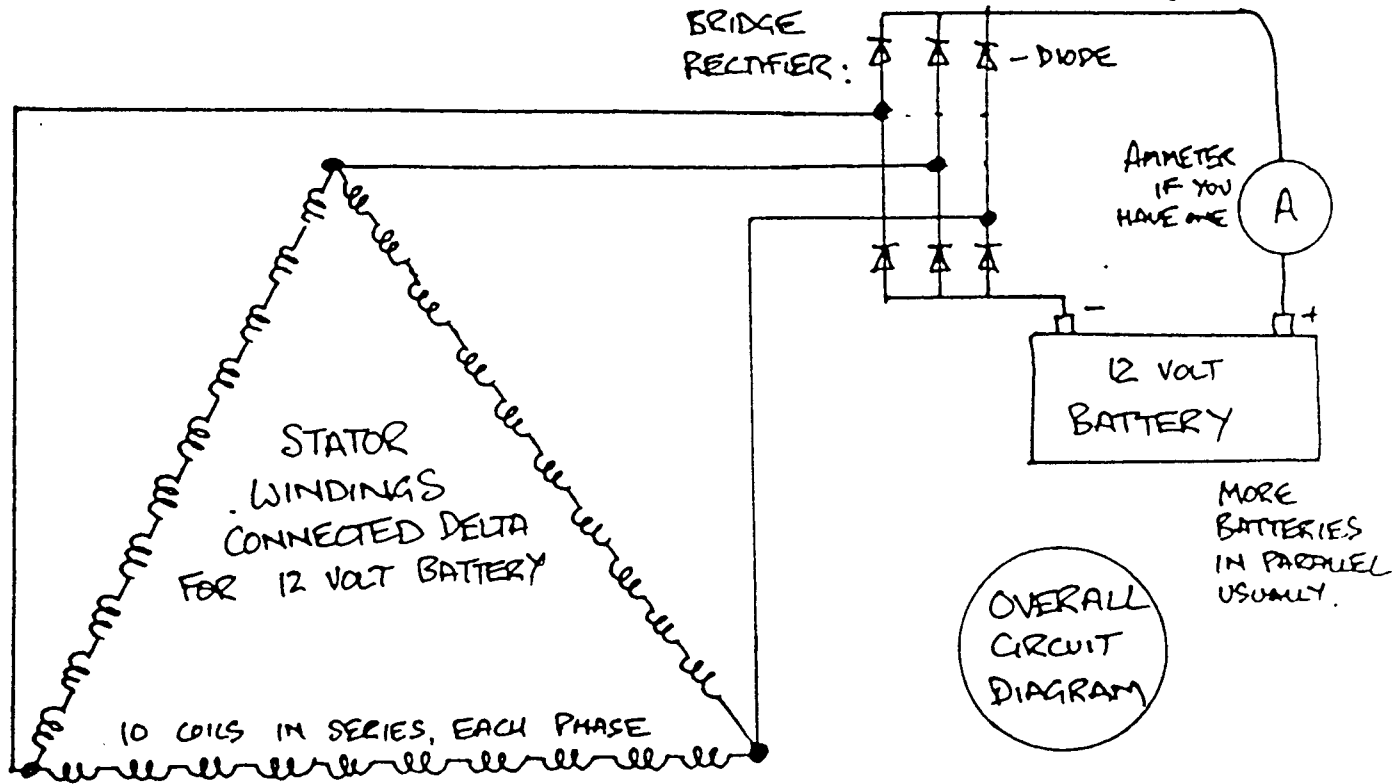 BRIDGE
RECTIFIER:
- DIODE
AMMETER
IF YOU
HAVE ONE
A
- +
12 VOLT
BATTERY
STATOR
WINDINGS
CONNECTED DELTA
FOR 12 VOLT BATTERY
MORE
BATTERIES
IN PARALLEL
USUALLY.
OVERALL
CIRCUIT
DIAGRAM
10 COILS IN SERIES, EACH PHASE